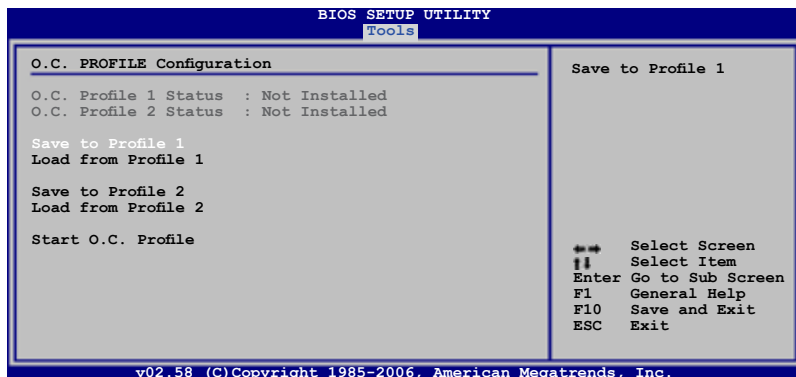 BIOS SETUP UTILITY
Tools
O.C. PROFILE Configuration
O.C. Profile 1 Status : Not Installed
O.C. Profile 2 Status : Not Installed
Save to Profile 1
Load from Profile 1
Save to Profile 2
Load from Profile 2
Start O.C. Profile
Save to Profile 1
Select Screen
Select Item
Enter Go to Sub Screen
F1 General Help
F10 Save and Exit
ESC Exit
v02.58 (C)Copyright 1985-2006, American Megatrends, Inc.